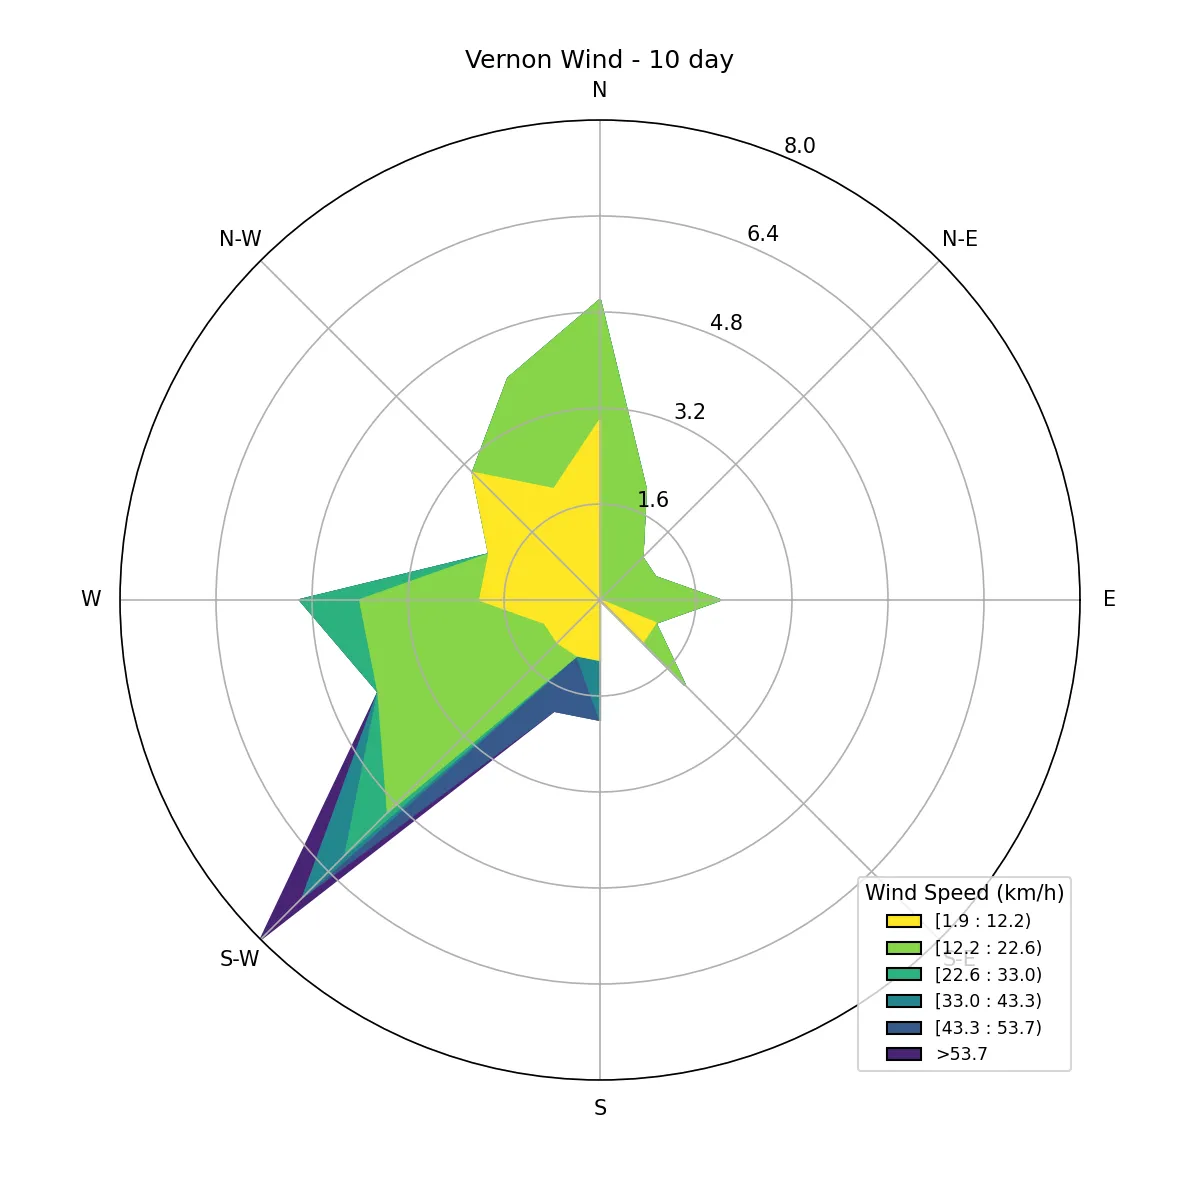 Vernon Wind - 10 day
N
8.0
N-W
6.4
N-E
4.8
3.2
1.6
W
E
S-W
S-E
S
Wind Speed (km/h)
[1.9 : 12.2)
[12.2 : 22.6)
[22.6 : 33.0)
[33.0 : 43.3)
[43.3 : 53.7)
>53.7